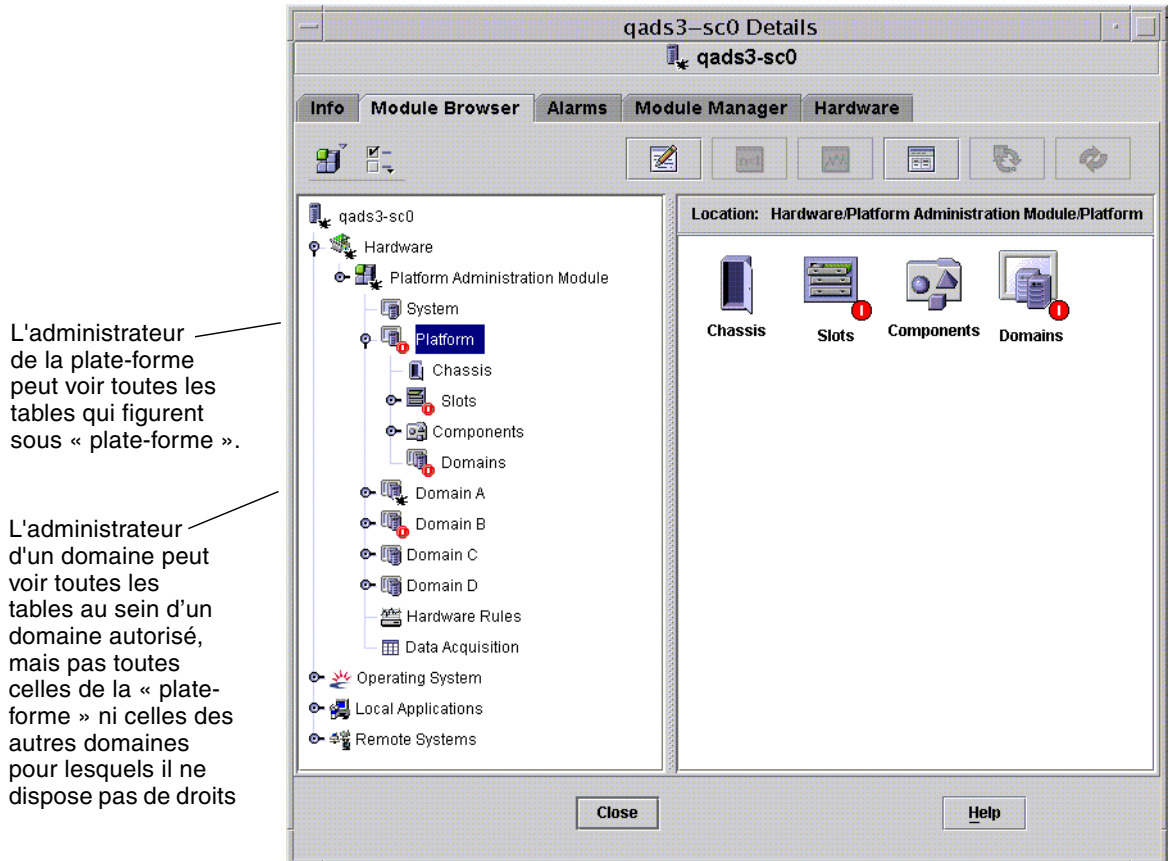 qads3-sc0 Details
qads3-sc0
Info Module Browser Alarms Module Manager Hardware
qads3-sc0
Hardware
Platform Administration Module
System
Platform
Chassis
Slots
Components
Domains
Domain A
Domain B
Domain C
Domain D
Hardware Rules
Data Acquisition
Operating System
Local Applications
Remote Systems
Location: Hardware/Platform Administration Module/Platform
Chassis Slots Components Domains
Close Help
L'administrateur
de la plate-forme
peut voir toutes les
tables qui figurent
sous « plate-forme ».
L'administrateur
d'un domaine peut
voir toutes les
tables au sein d’un
domaine autorisé,
mais pas toutes
celles de la « plate-
forme » ni celles des
autres domaines
pour lesquels il ne
dispose pas de droits